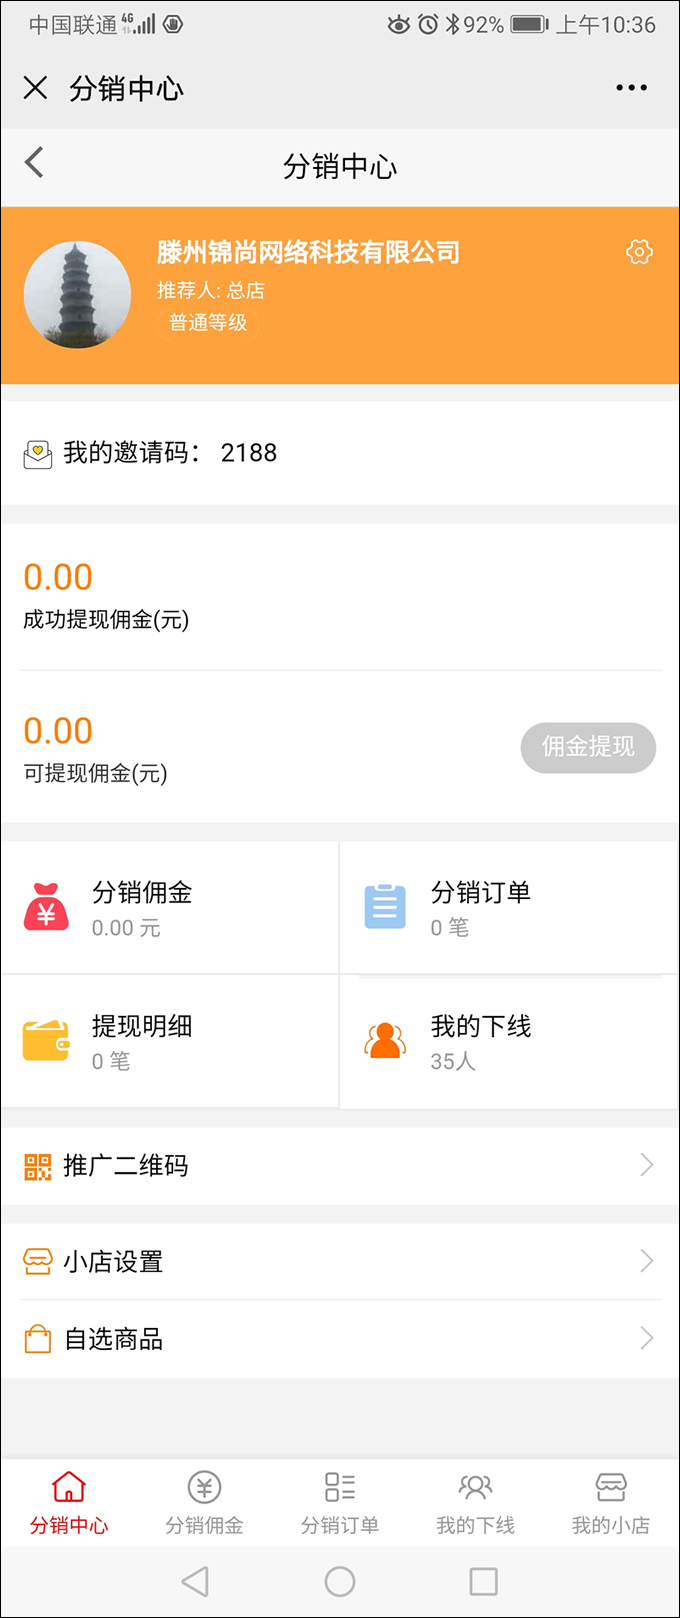 中国联通 4G 92% 上午10:36
分销中心
分销中心
滕州锦尚网络科技有限公司
推荐人: 总店
普通等级
我的邀请码: 2188
0.00
成功提现佣金(元)
0.00
可提现佣金(元)
佣金提现
分销佣金
0.00 元
分销订单
0 笔
提现明细
0 笔
我的下线
35人
推广二维码
小店设置
自选商品
分销中心 分销佣金 分销订单 我的下线 我的小店